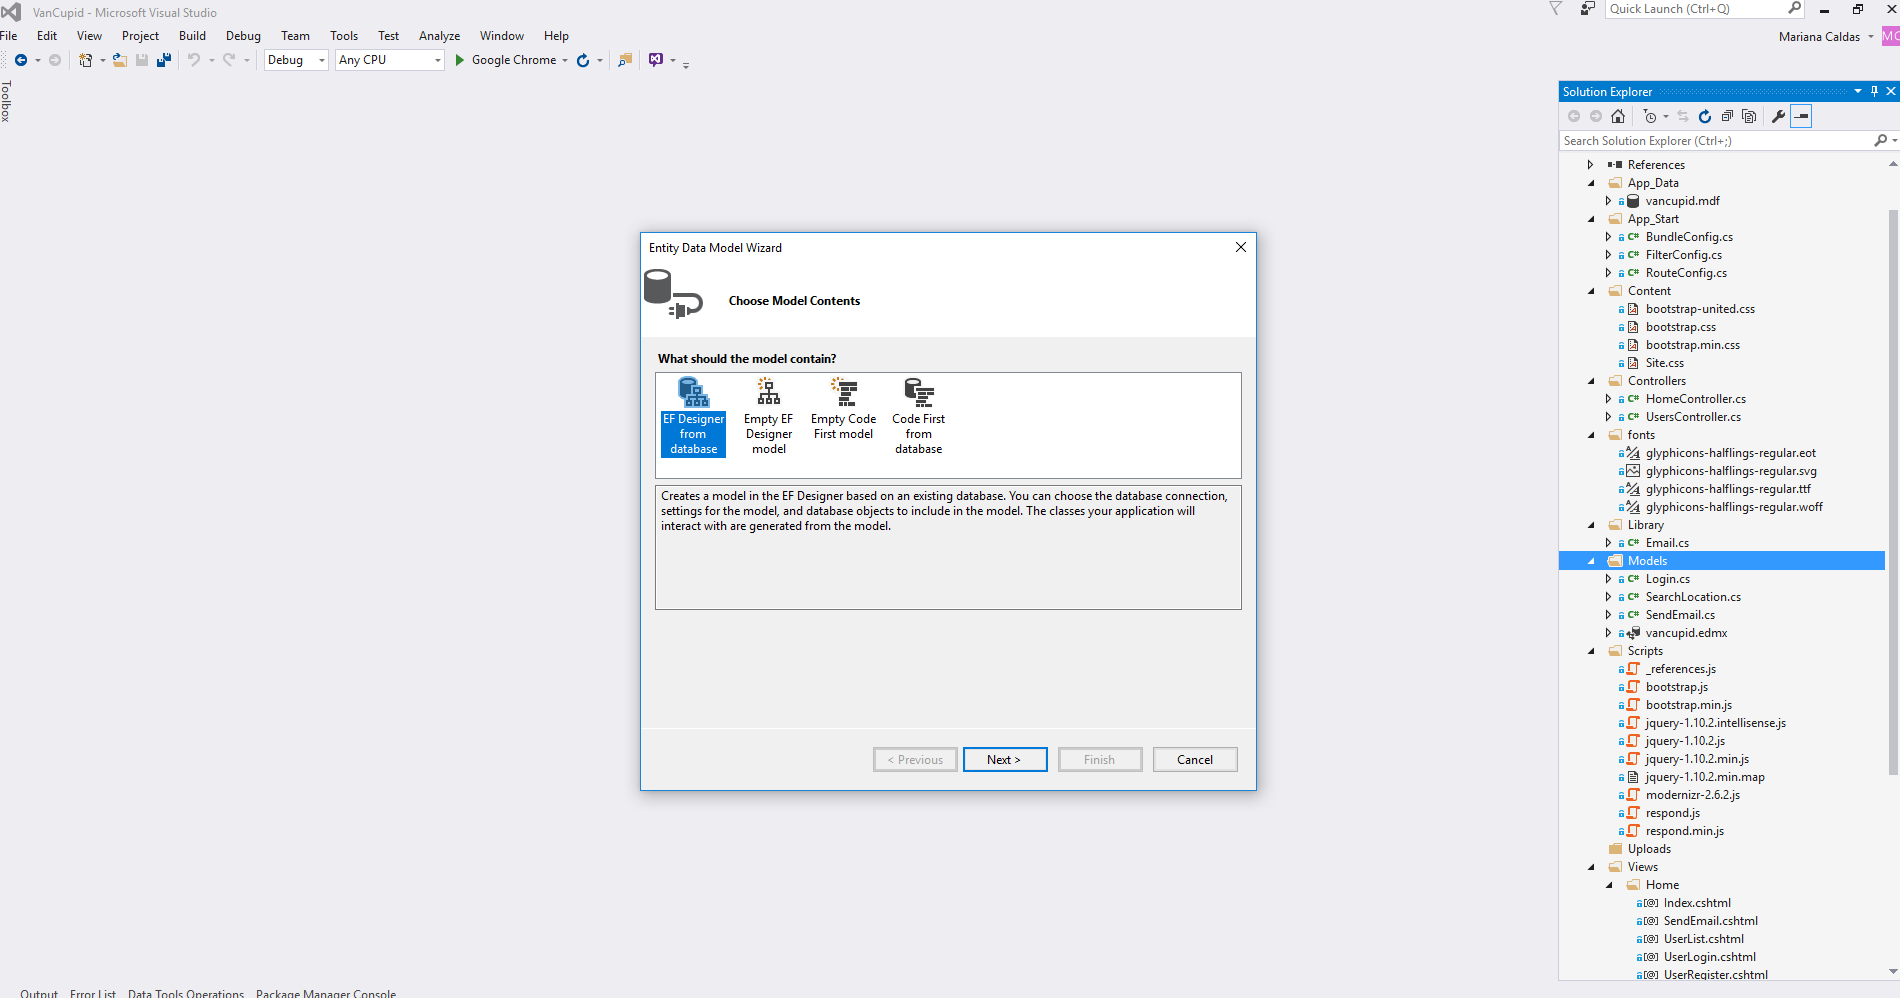 VanCupid - Microsoft Visual Studio
Quick Launch (Ctrl+Q)
File Edit View Project Build Debug Team Tools Test Analyze Window Help
Mariana Caldas MC
Debug Any CPU Google Chrome
Toolbox
Solution Explorer
Search Solution Explorer (Ctrl+;)
References
App_Data
vancupid.mdf
App_Start
C# BundleConfig.cs
C# FilterConfig.cs
C# RouteConfig.cs
Content
bootstrap-united.css
bootstrap.css
bootstrap.min.css
Site.css
Controllers
C# HomeController.cs
C# UsersController.cs
fonts
glyphicons-halflings-regular.eot
glyphicons-halflings-regular.svg
glyphicons-halflings-regular.ttf
glyphicons-halflings-regular.woff
Library
C# Email.cs
Models
C# Login.cs
C# SearchLocation.cs
C# SendEmail.cs
vancupid.edmx
Scripts
_references.js
bootstrap.js
bootstrap.min.js
jquery-1.10.2.intellisense.js
jquery-1.10.2.js
jquery-1.10.2.min.js
jquery-1.10.2.min.map
modernizr-2.6.2.js
respond.js
respond.min.js
Uploads
Views
Home
[@] Index.cshtml
[@] SendEmail.cshtml
[@] UserList.cshtml
[@] UserLogin.cshtml
[@] UserRegister.cshtml
Entity Data Model Wizard
Choose Model Contents
What should the model contain?
EF Designer from database
Empty EF Designer model
Empty Code First model
Code First from database
Creates a model in the EF Designer based on an existing database. You can choose the database connection,
settings for the model, and database objects to include in the model. The classes your application will
interact with are generated from the model.
< Previous Next > Finish Cancel
Output Error List Data Tools Operations Package Manager Console